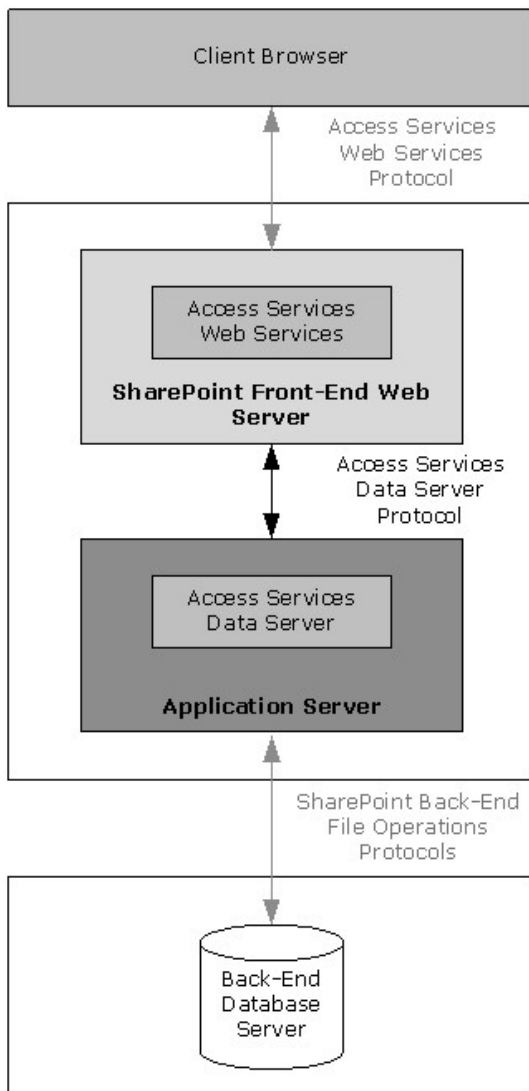 Client Browser
Access Services
Web Services
Protocol
Access Services
Web Services
SharePoint Front-End Web
Server
Access Services
Data Server
Protocol
Access Services
Data Server
Application Server
SharePoint Back-End
File Operations
Protocols
Back-End
Database
Server